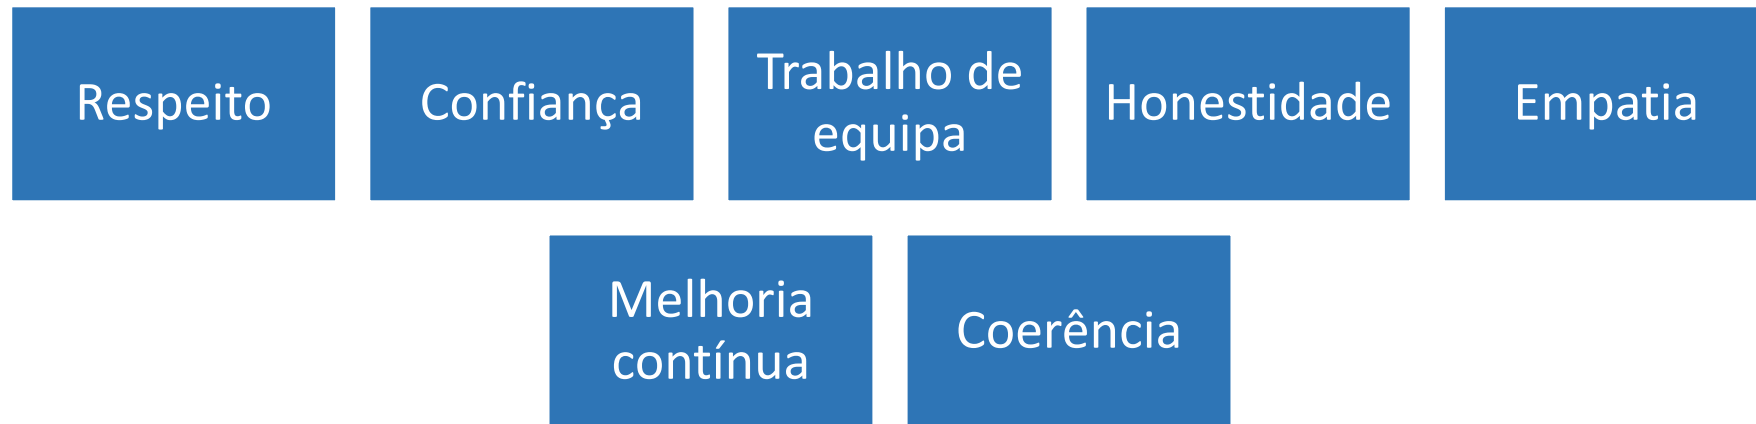 Respeito
Confiança
Trabalho de
equipa
Honestidade
Empatia
Melhoria
contínua
Coerência